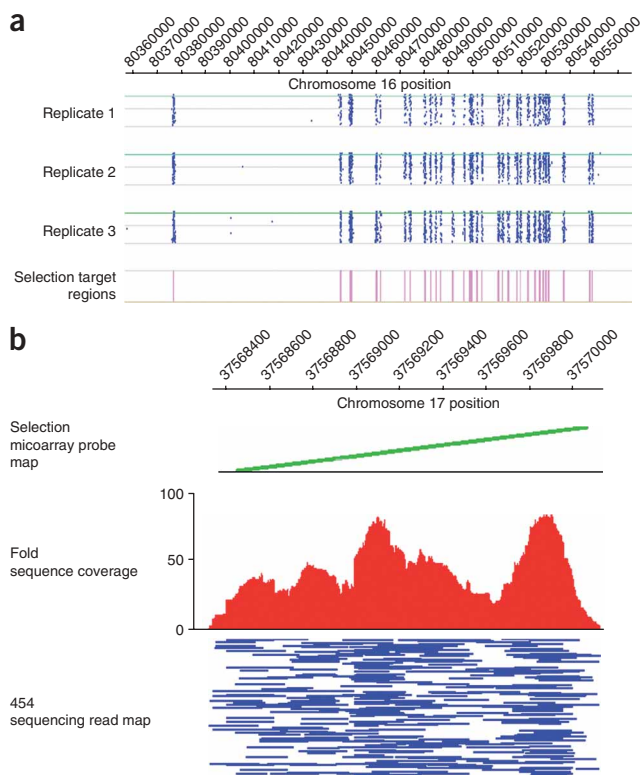 a
80360000 80370000 80380000 80390000 80400000 80410000 80420000 80430000 80440000 80450000 80460000 80470000 80480000 80490000 80500000 80510000 80520000 80530000 80540000 80550000
Chromosome 16 position
Replicate 1
Replicate 2
Replicate 3
Selection target
regions
b
37568400 37568600 37568800 37569000 37569200 37569400 37569600 37569800 37570000
Chromosome 17 position
Selection
micoarray probe
map
100
Fold
sequence coverage
50
0
454
sequencing read map